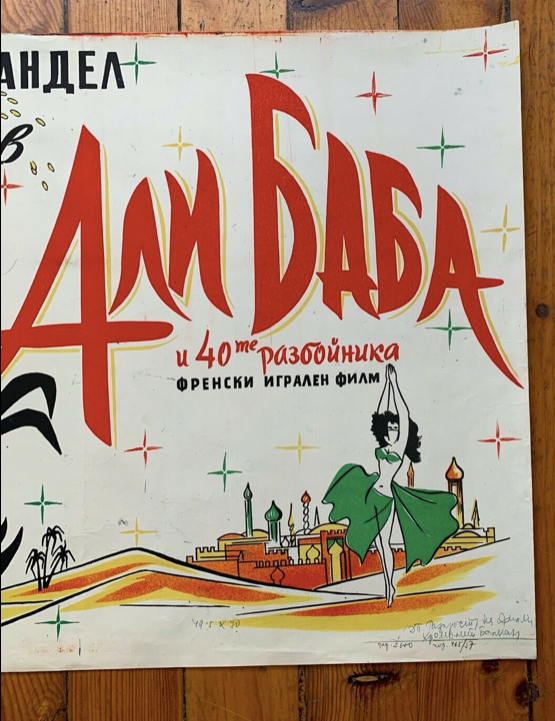 АНДЕЛ
в
Али Баба
и 40те разбойника
ФРЕНСКИ ИГРАЛЕН ФИЛМ